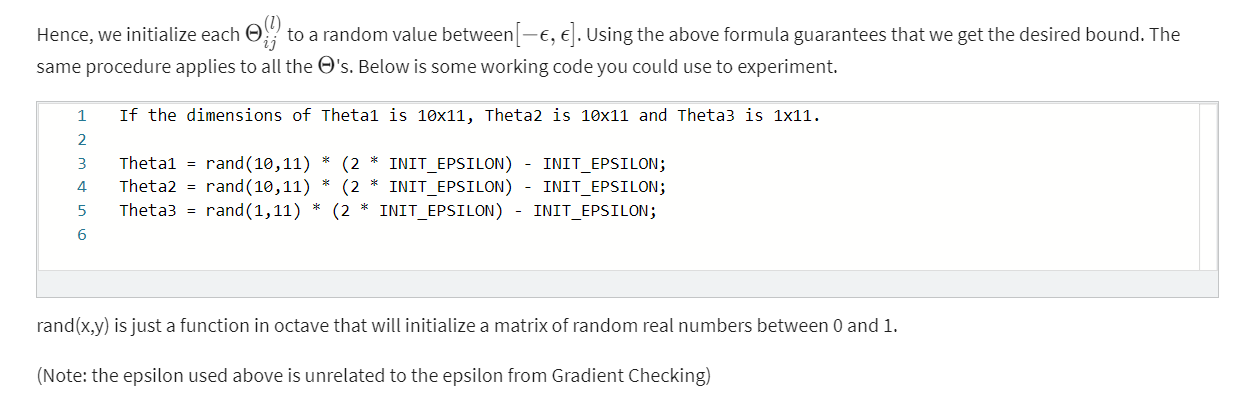 Hence, we initialize each Θ_{ij}^{(l)} to a random value between[−ϵ, ϵ]. Using the above formula guarantees that we get the desired bound. The
same procedure applies to all the Θ's. Below is some working code you could use to experiment.
1 If the dimensions of Theta1 is 10x11, Theta2 is 10x11 and Theta3 is 1x11.
2
3 Theta1 = rand(10,11) * (2 * INIT_EPSILON) - INIT_EPSILON;
4 Theta2 = rand(10,11) * (2 * INIT_EPSILON) - INIT_EPSILON;
5 Theta3 = rand(1,11) * (2 * INIT_EPSILON) - INIT_EPSILON;
6
rand(x,y) is just a function in octave that will initialize a matrix of random real numbers between 0 and 1.
(Note: the epsilon used above is unrelated to the epsilon from Gradient Checking)